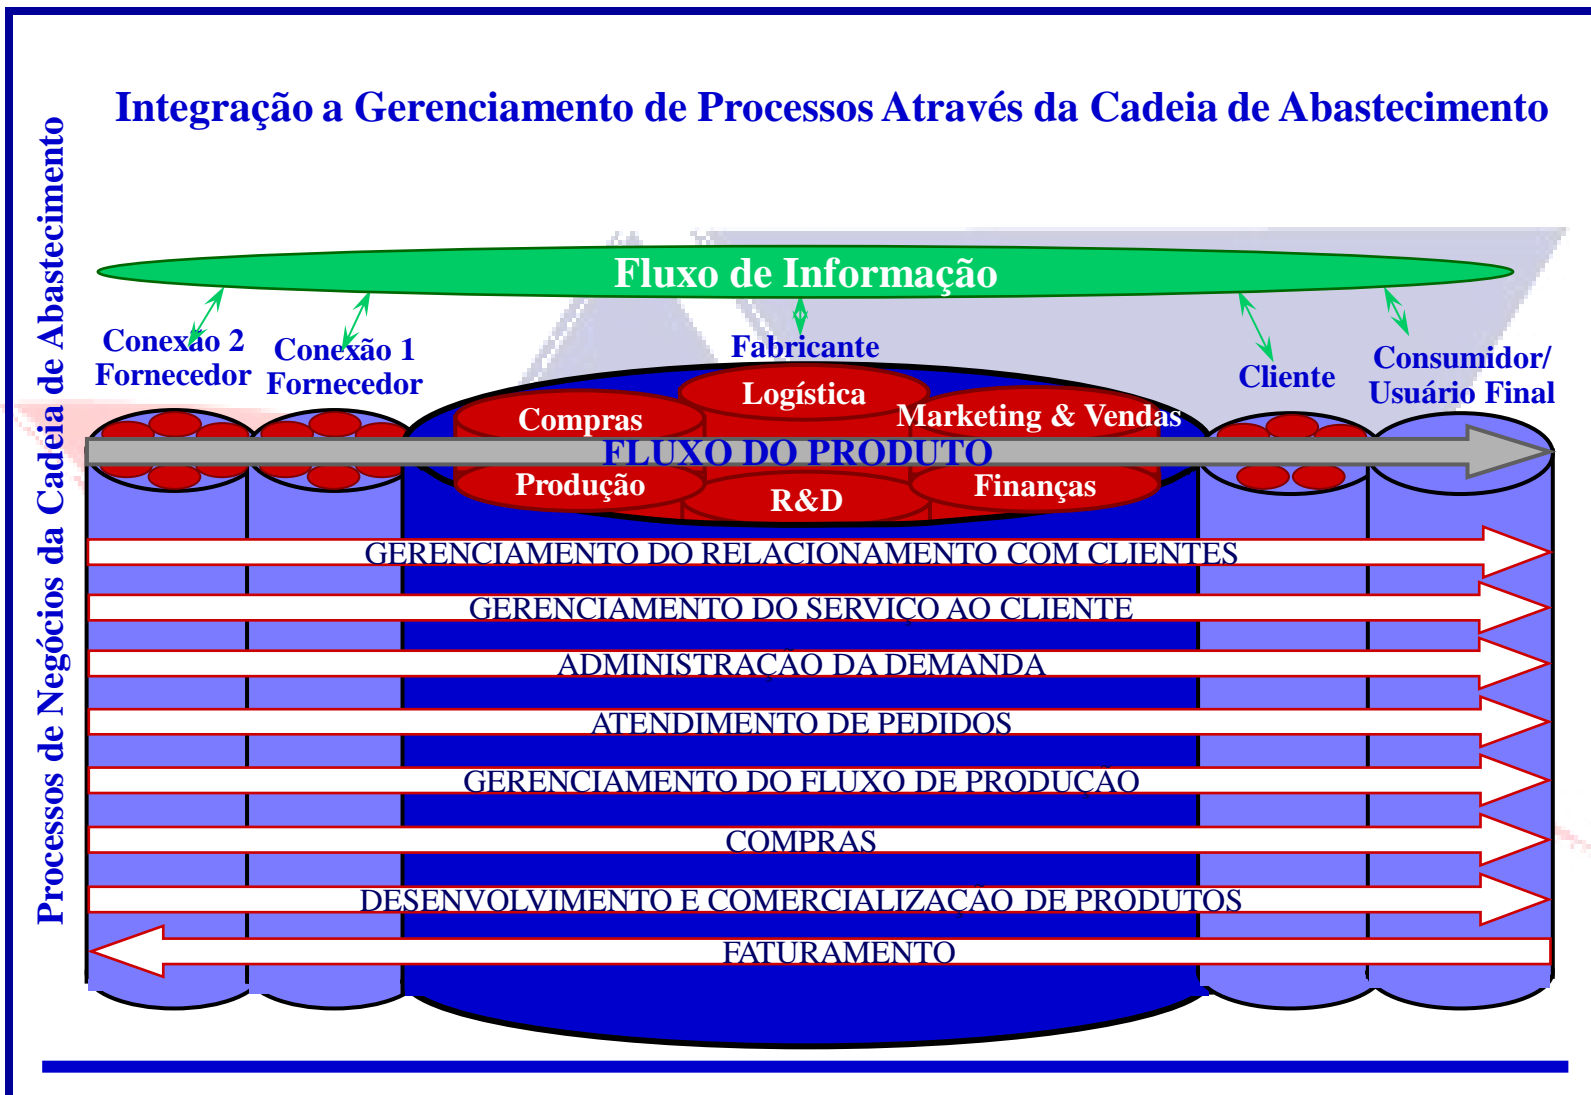 Integração a Gerenciamento de Processos Através da Cadeia de Abastecimento
Processos de Negócios da Cadeia de Abastecimento
Fluxo de Informação
Conexão 2
Fornecedor
Conexão 1
Fornecedor
Fabricante
Cliente
Consumidor/
Usuário Final
Logística
Compras
Marketing & Vendas
FLUXO DO PRODUTO
Produção
R&D
Finanças
GERENCIAMENTO DO RELACIONAMENTO COM CLIENTES
GERENCIAMENTO DO SERVIÇO AO CLIENTE
ADMINISTRAÇÃO DA DEMANDA
ATENDIMENTO DE PEDIDOS
GERENCIAMENTO DO FLUXO DE PRODUÇÃO
COMPRAS
DESENVOLVIMENTO E COMERCIALIZAÇÃO DE PRODUTOS
FATURAMENTO